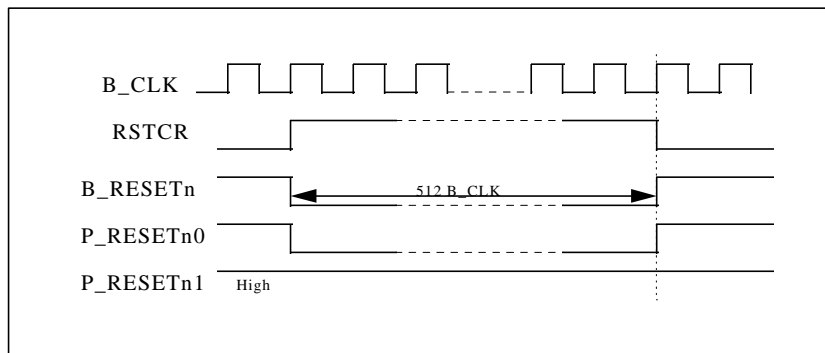 B_CLK
RSTCR
B_RESETn
512 B_CLK
P_RESETn0
P_RESETn1
High